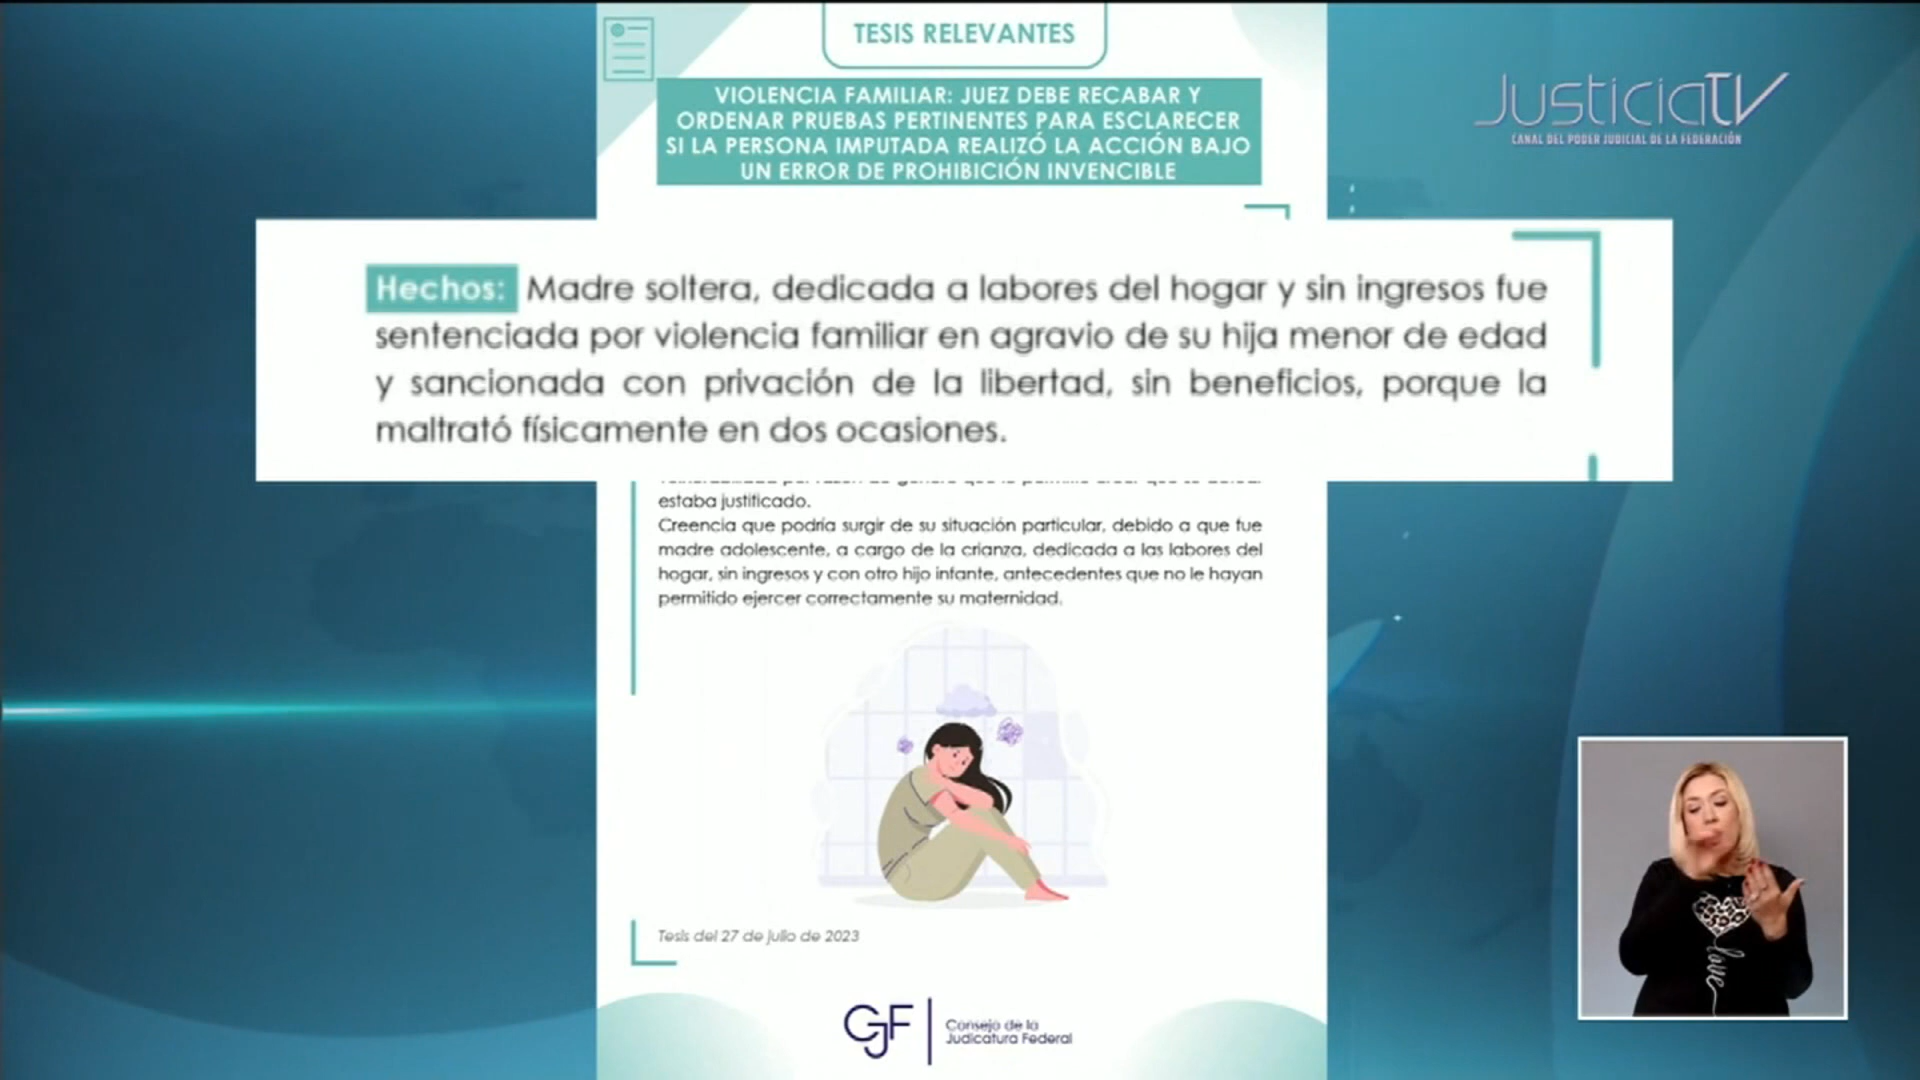 TESIS RELEVANTES
JusticiaTV
CANAL DEL PODER JUDICIAL DE LA FEDERACIÓN
VIOLENCIA FAMILIAR: JUEZ DEBE RECABAR Y
ORDENAR PRUEBAS PERTINENTES PARA ESCLARECER
SI LA PERSONA IMPUTADA REALIZÓ LA ACCIÓN BAJO
UN ERROR DE PROHIBICIÓN INVENCIBLE
Hechos: Madre soltera, dedicada a labores del hogar y sin ingresos fue
sentenciada por violencia familiar en agravio de su hija menor de edad
y sancionada con privación de la libertad, sin beneficios, porque la
maltrató físicamente en dos ocasiones.
estaba justificado.
Creencia que podría surgir de su situación particular, debido a que fue
madre adolescente, a cargo de la crianza, dedicada a las labores del
hogar, sin ingresos y con otro hijo infante, antecedentes que no le hayan
permitido ejercer correctamente su maternidad.
love
Tesis del 27 de julio de 2023
CJF
Consejo de la
Judicatura Federal